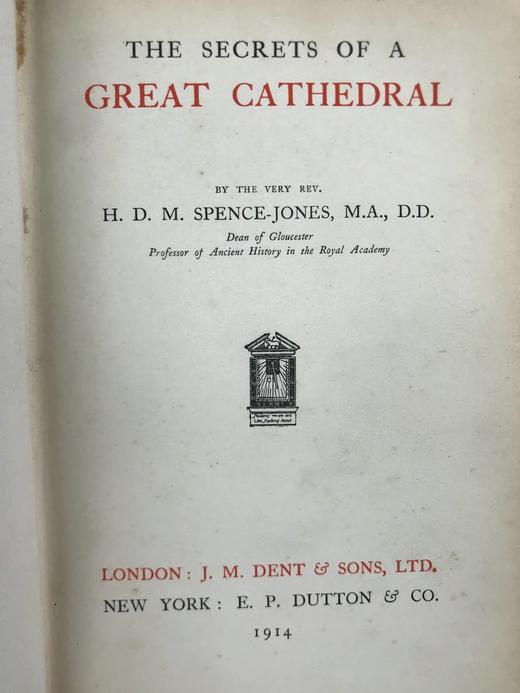 THE SECRETS OF A
GREAT CATHEDRAL
BY THE VERY REV.
H. D. M. SPENCE-JONES, M.A., D.D.
Dean of Gloucester
Professor of Ancient History in the Royal Academy
LONDON: J. M. DENT & SONS, LTD.
NEW YORK: E. P. DUTTON & CO.
1914